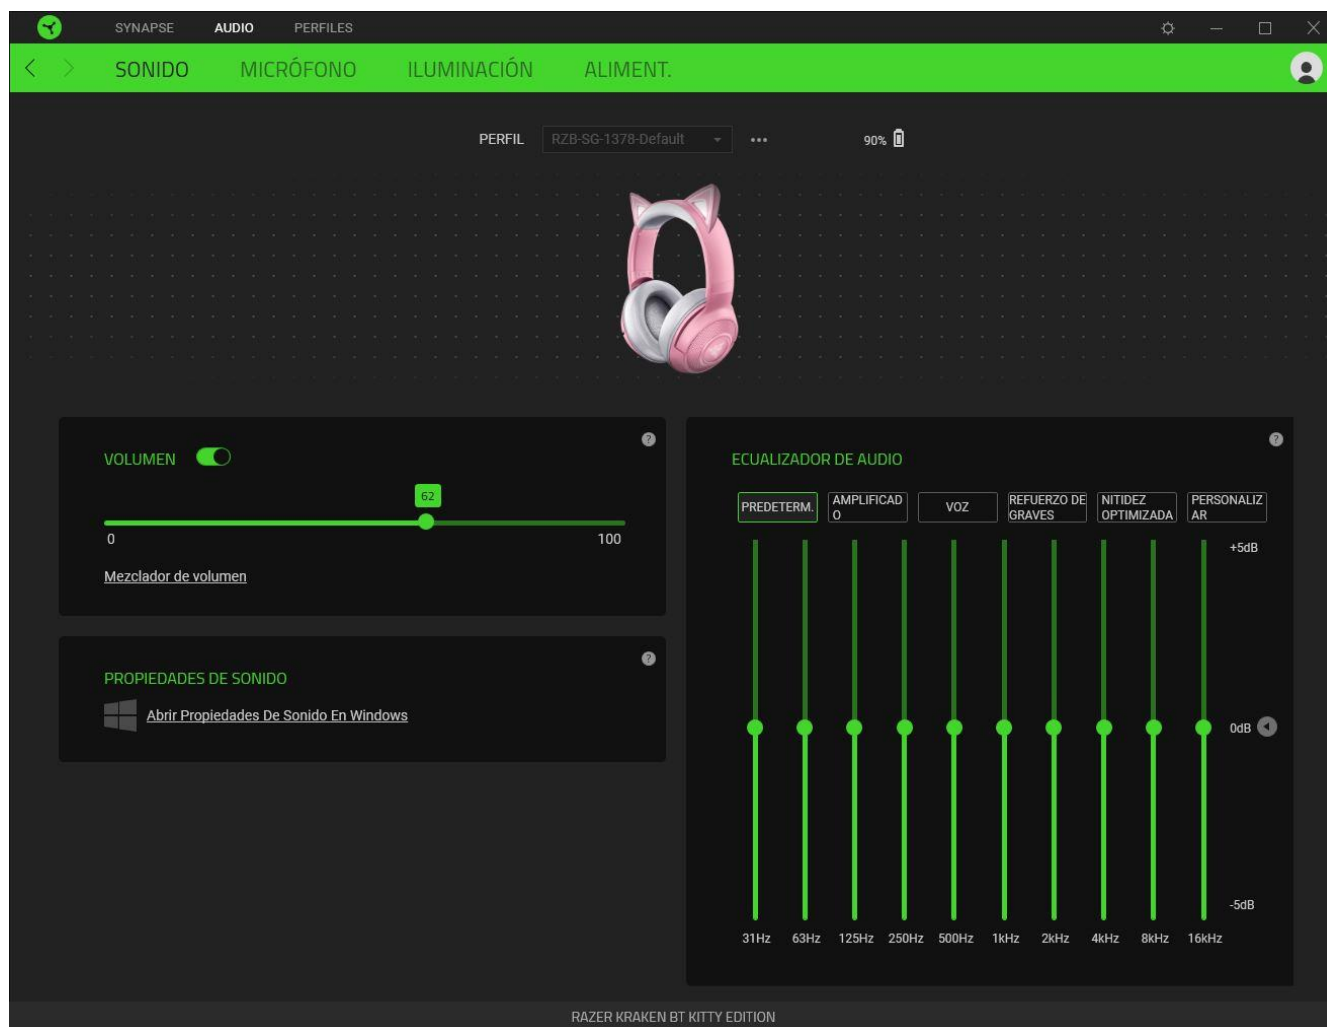 SYNAPSE AUDIO PERFILES
SONIDO MICRÓFONO ILUMINACIÓN ALIMENT.
PERFIL RZB-SG-1378-Default 90%
VOLUMEN
62
0 100
Mezclador de volumen
PROPIEDADES DE SONIDO
Abrir Propiedades De Sonido En Windows
ECUALIZADOR DE AUDIO
PREDETERM.
AMPLIFICAD
O
VOZ
REFUERZO DE
GRAVES
NITIDEZ
OPTIMIZADA
PERSONALIZ
AR
+5dB
0dB
-5dB
31Hz 63Hz 125Hz 250Hz 500Hz 1kHz 2kHz 4kHz 8kHz 16kHz
RAZER KRAKEN BT KITTY EDITION